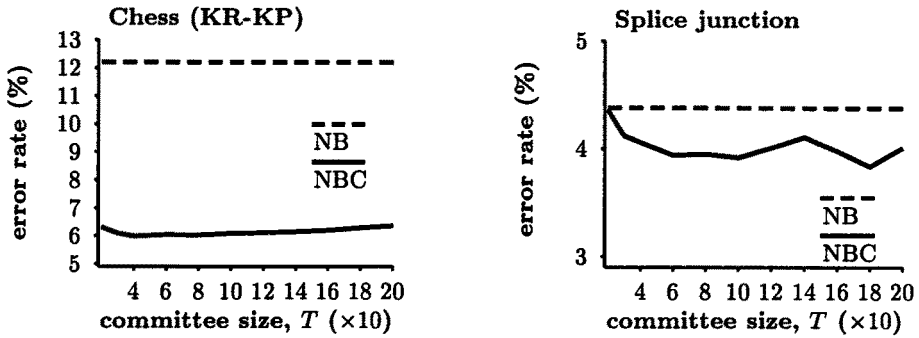 Chess (KR-KP)
13
12
11
10
9
8
7
6
5
error rate (%)
NB
NBC
4 6 8 10 12 14 16 18 20
committee size, T (×10)
Splice junction
5
4
3
error rate (%)
NB
NBC
4 6 8 10 12 14 16 18 20
committee size, T (×10)